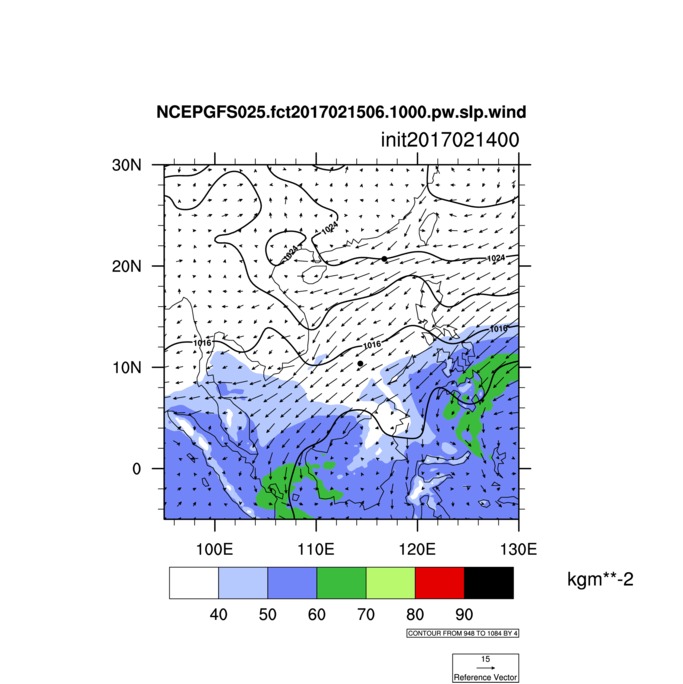 NCEPGFS025.fct2017021506.1000.pw.slp.wind
init2017021400
30N
20N
10N
0
1024
1024
1024
1016
1016
1016
100E
110E
120E
130E
kgm**-2
40
50
60
70
80
90
CONTOUR FROM 948 TO 1084 BY 4
15
Reference Vector